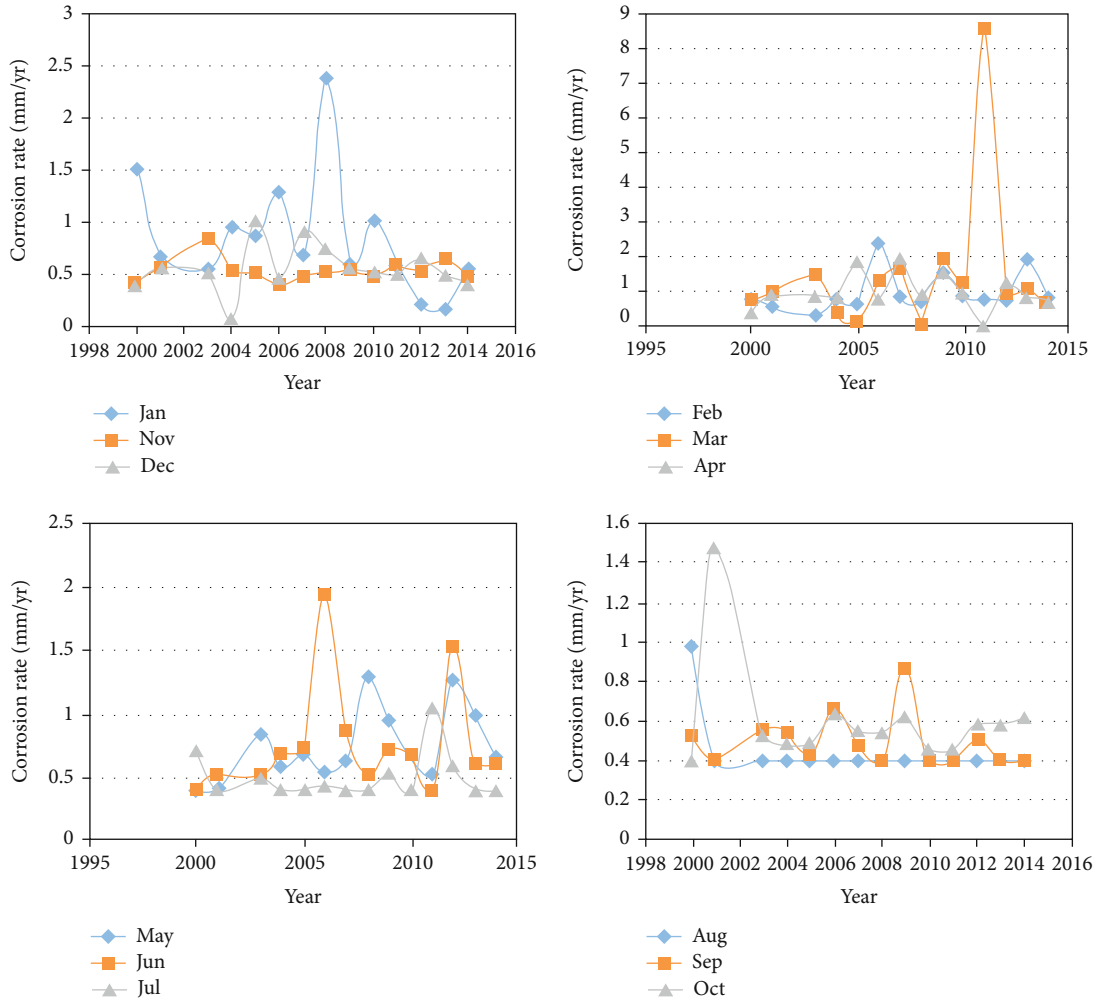 3
2.5
2
1.5
1
0.5
0
Corrosion rate (mm/yr)
1998 2000 2002 2004 2006 2008 2010 2012 2014 2016
Year
Jan
Nov
Dec
9
8
7
6
5
4
3
2
1
0
Corrosion rate (mm/yr)
1995 2000 2005 2010 2015
Year
Feb
Mar
Apr
2.5
2
1.5
1
0.5
0
Corrosion rate (mm/yr)
1995 2000 2005 2010 2015
Year
May
Jun
Jul
1.6
1.4
1.2
1
0.8
0.6
0.4
0.2
0
Corrosion rate (mm/yr)
1998 2000 2002 2004 2006 2008 2010 2012 2014 2016
Year
Aug
Sep
Oct